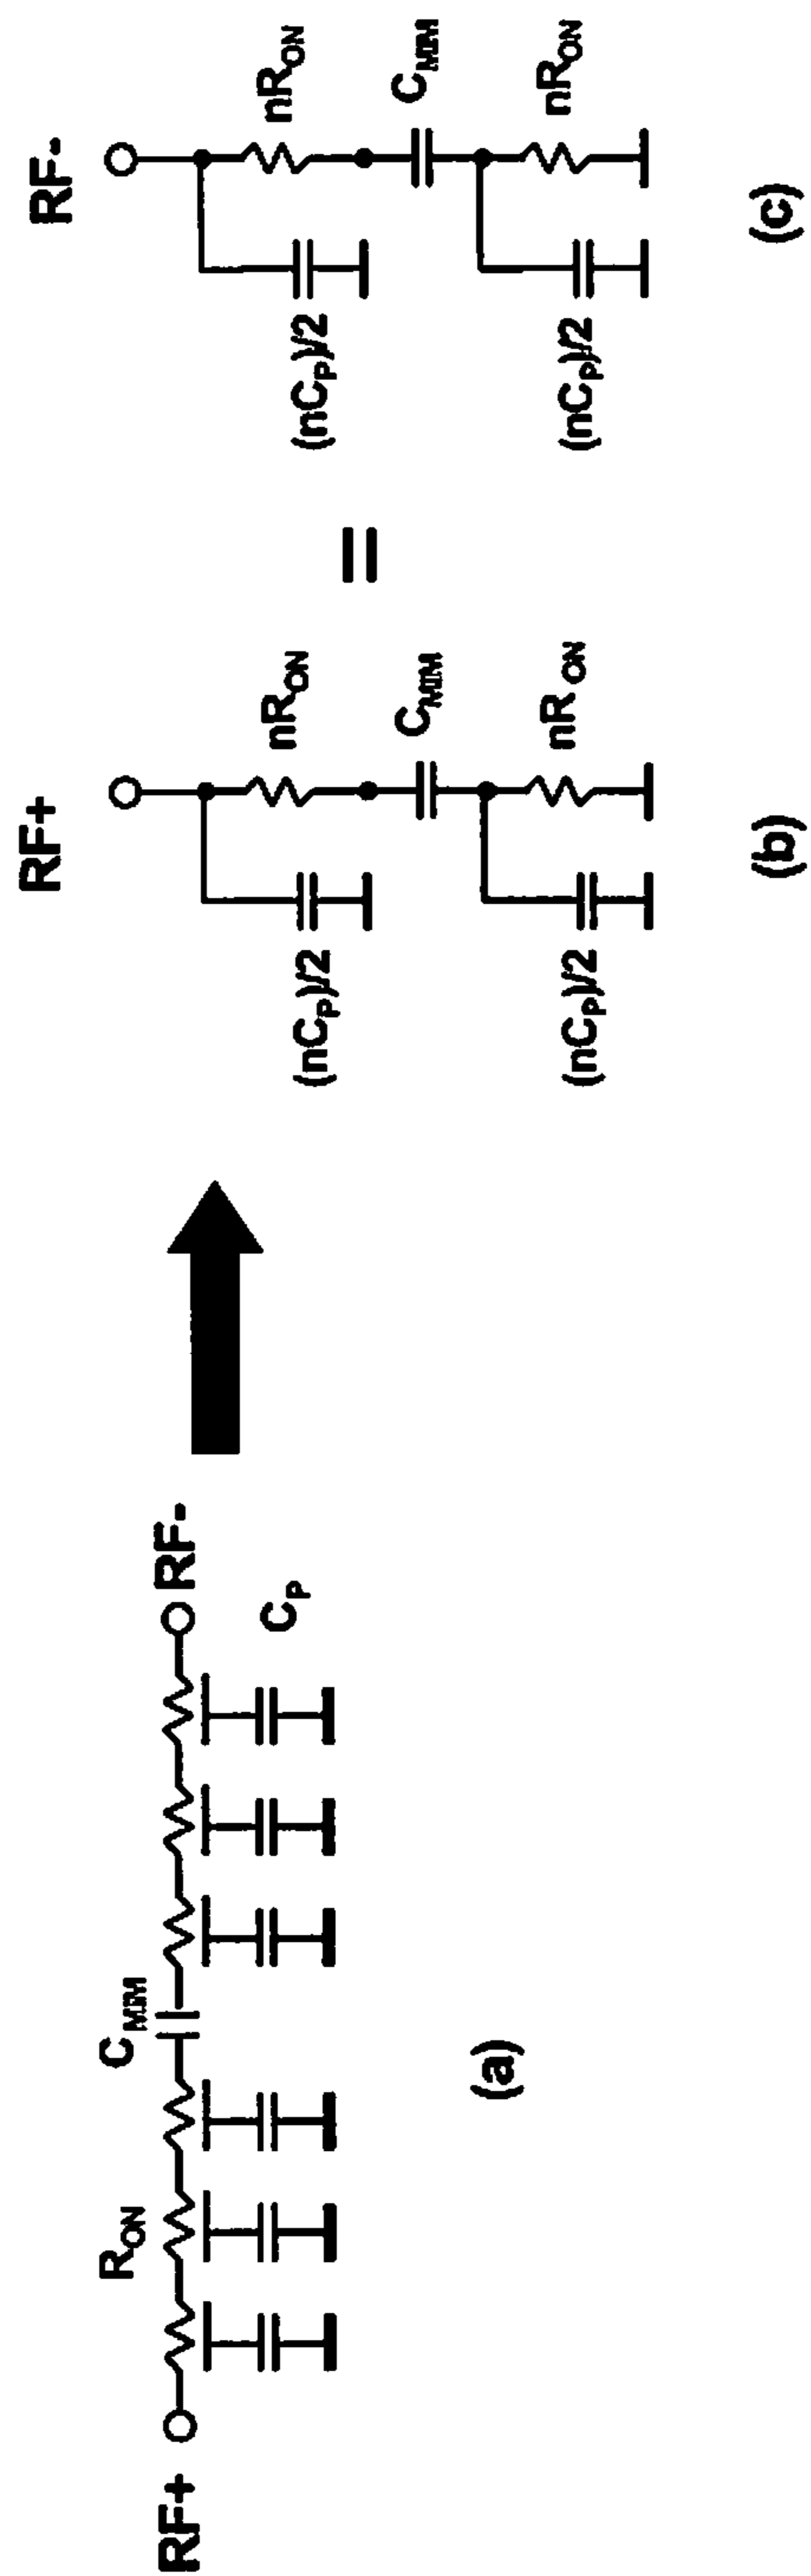 RF+
R_ON
C_MIM
RF-
C_P
(a)
RF+
nR_ON
(nC_P)/2
C_MIM
nR_ON
(nC_P)/2
(b)
=
RF-
nR_ON
(nC_P)/2
C_MIM
nR_ON
(nC_P)/2
(c)